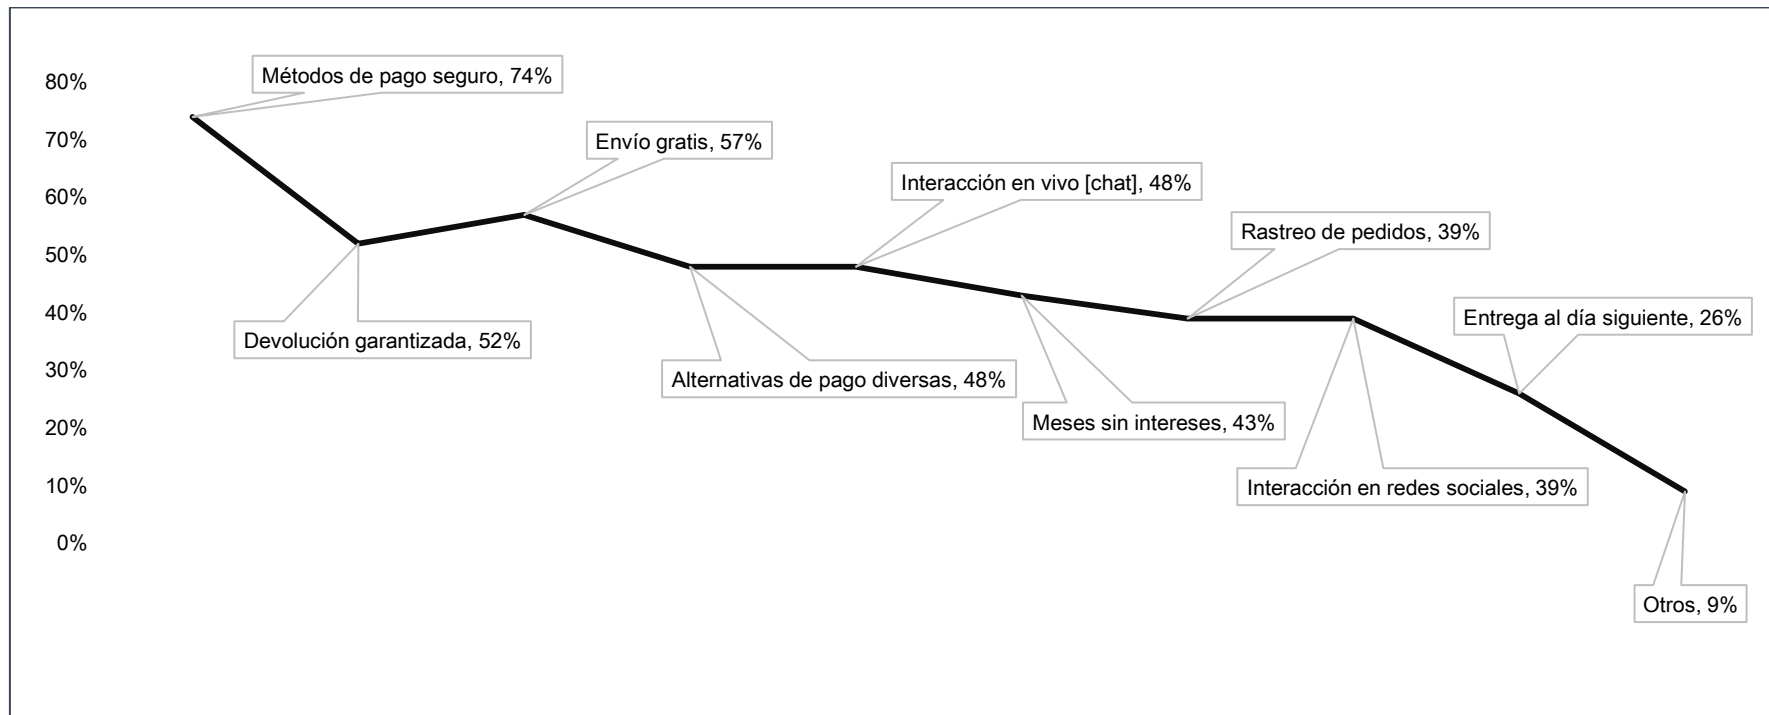 80%
70%
60%
50%
40%
30%
20%
10%
0%
Métodos de pago seguro, 74%
Devolución garantizada, 52%
Envío gratis, 57%
Alternativas de pago diversas, 48%
Interacción en vivo [chat], 48%
Meses sin intereses, 43%
Rastreo de pedidos, 39%
Interacción en redes sociales, 39%
Entrega al día siguiente, 26%
Otros, 9%